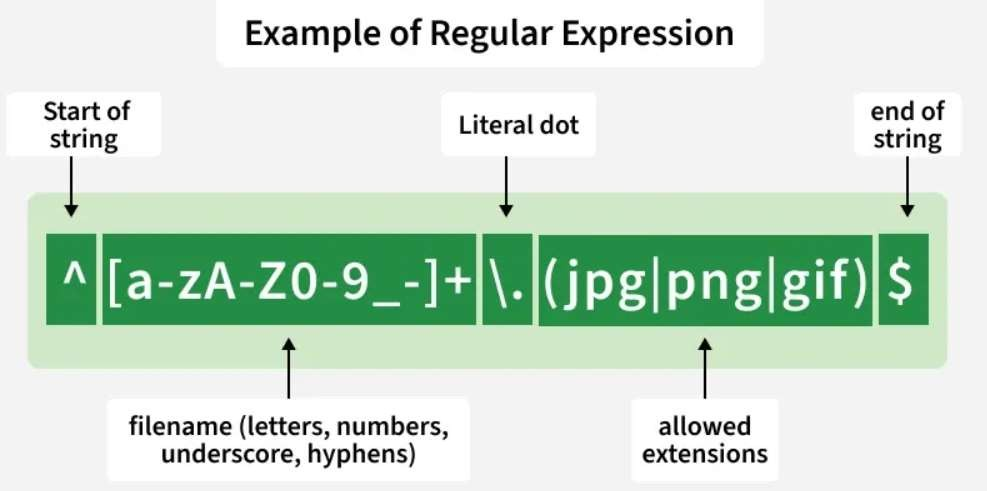 Example of Regular Expression
Start of
string
Literal dot
end of
string
^[a-zA-Z0-9_-]+\.(jpg|png|gif)$
filename (letters, numbers,
underscore, hyphens)
allowed
extensions